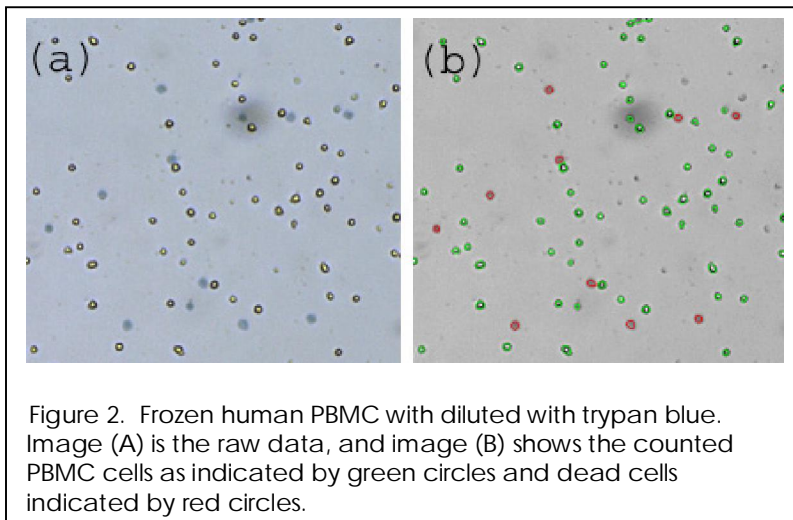 (a)
(b)
Figure 2. Frozen human PBMC with diluted with trypan blue.
Image (A) is the raw data, and image (B) shows the counted
PBMC cells as indicated by green circles and dead cells
indicated by red circles.